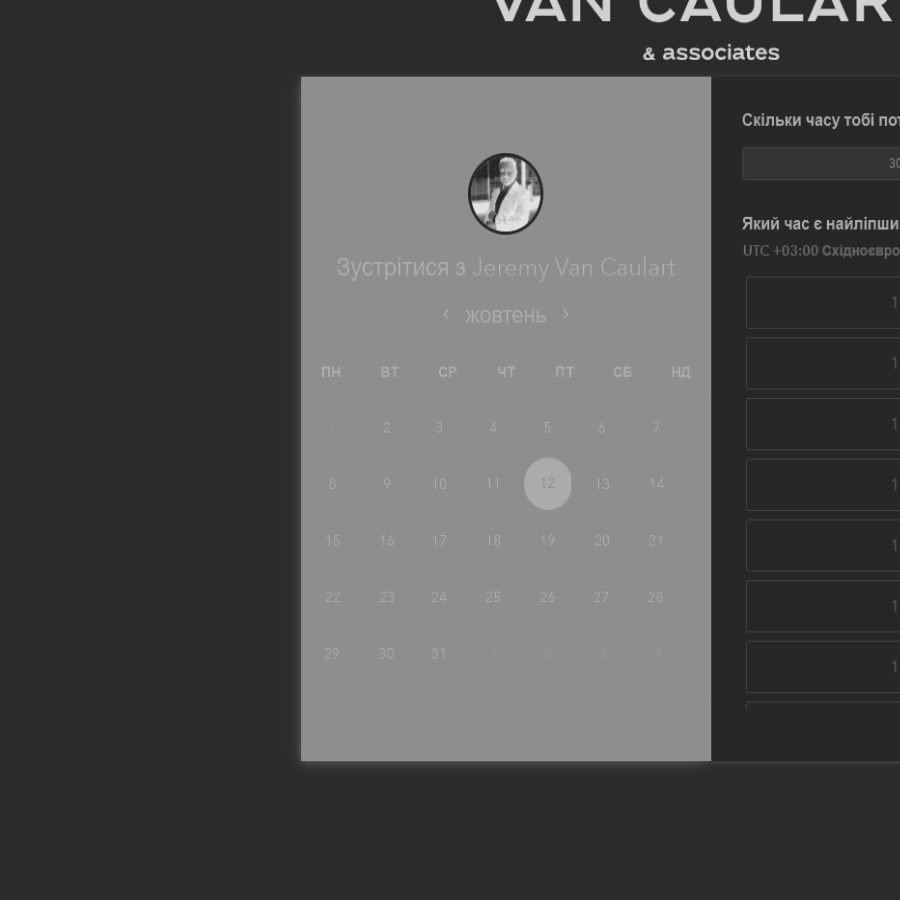 VAN CAULAR
& associates
Зустрітися з Jeremy Van Caulart
жовтень
ПН ВТ СР ЧТ ПТ СБ НД
1 2 3 4 5 6 7
8 9 10 11 12 13 14
15 16 17 18 19 20 21
22 23 24 25 26 27 28
29 30 31 1 2 3 4
Скільки часу тобі
30
Який час є
UTC +03:00
1
1
1
1
1
1
1